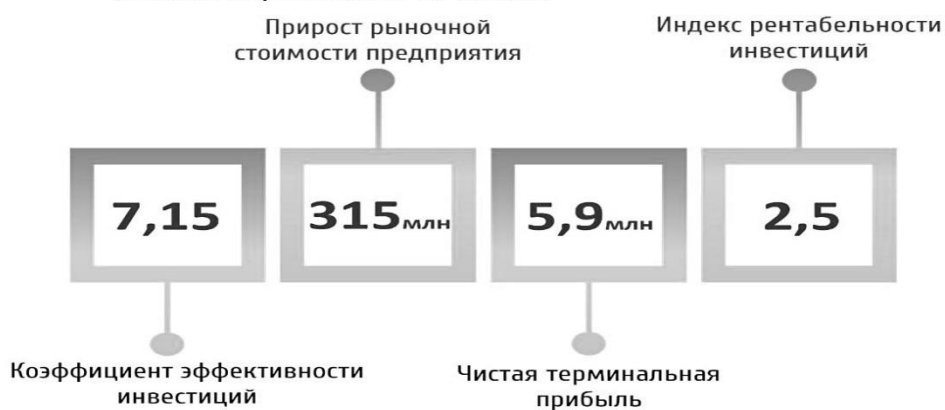 Прирост рыночной
стоимости предприятия
Индекс рентабельности
инвестиций
7,15
315млн
5,9млн
2,5
Коэффициент эффективности
инвестиций
Чистая терминальная
прибыль